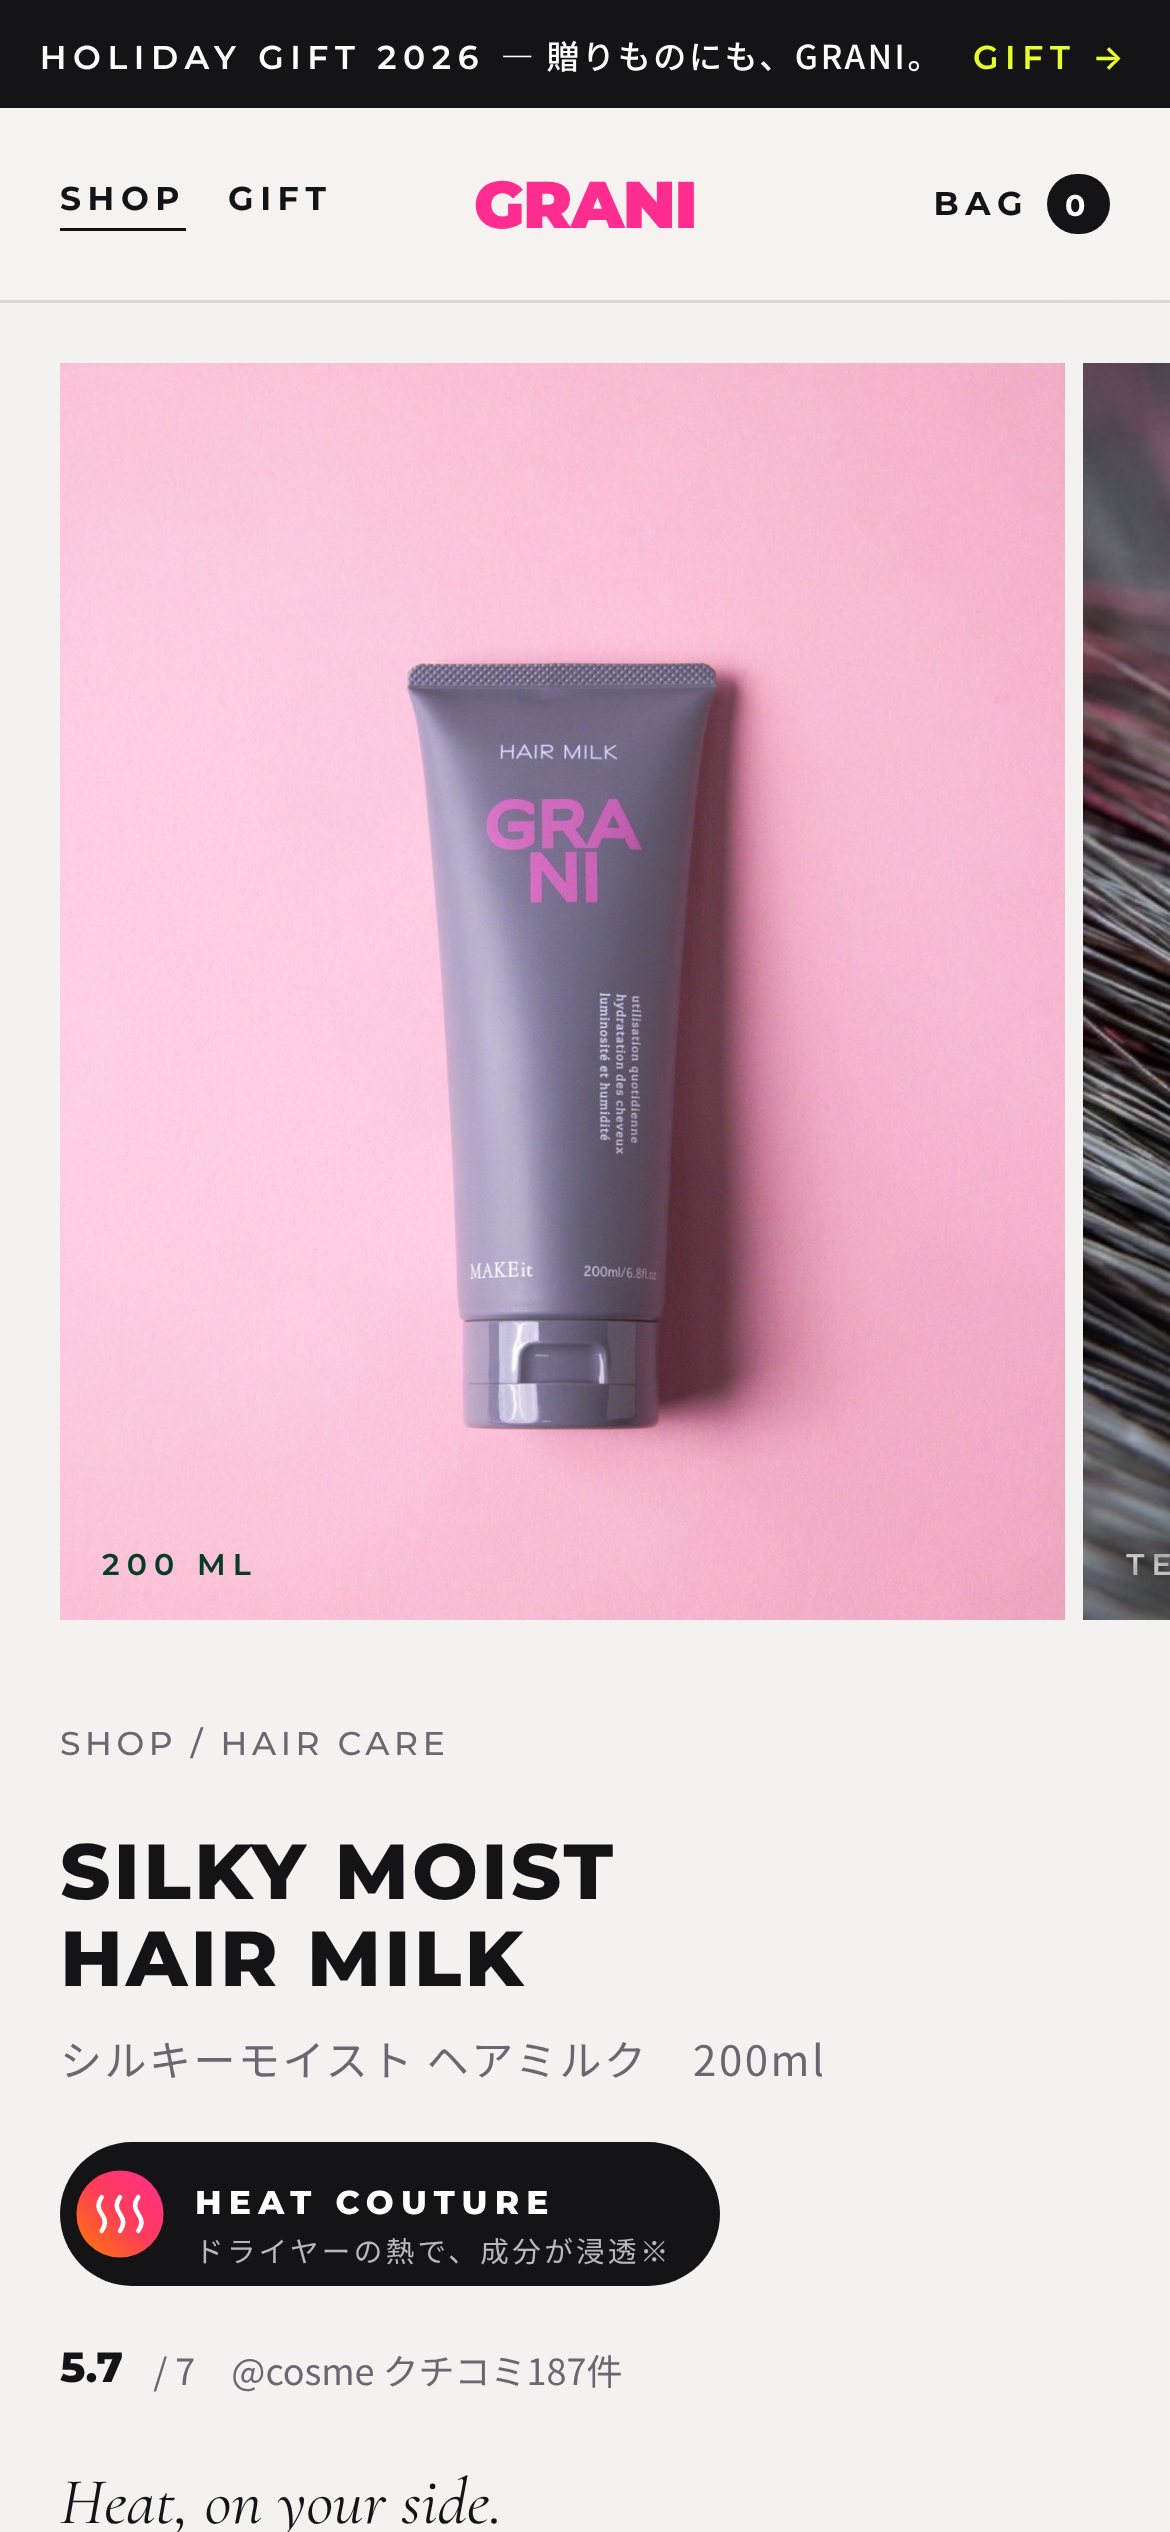 HOLIDAY GIFT 2026 — 贈りものにも、GRANI。 GIFT →
SHOP GIFT GRANI BAG 0
HAIR MILK
GRA
NI
utilisation quotidienne
hydratation des cheveux
luminosité et humidité
MAKEit 200ml/6.8fl.oz
200 ML
SHOP / HAIR CARE
SILKY MOIST
HAIR MILK
シルキーモイスト ヘアミルク 200ml
HEAT COUTURE
ドライヤーの熱で、成分が浸透※
5.7 / 7 @cosme クチコミ187件
Heat, on your side.